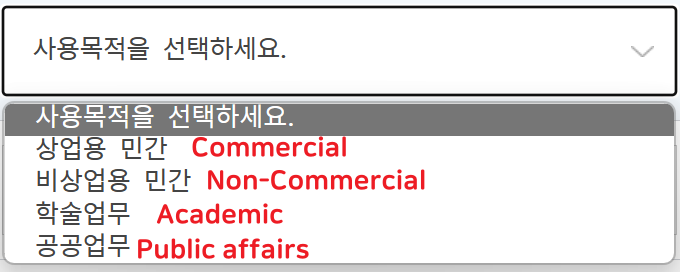 사용목적을 선택하세요.
사용목적을 선택하세요.
상업용 민간 Commercial
비상업용 민간 Non-Commercial
학술업무 Academic
공공업무 Public affairs